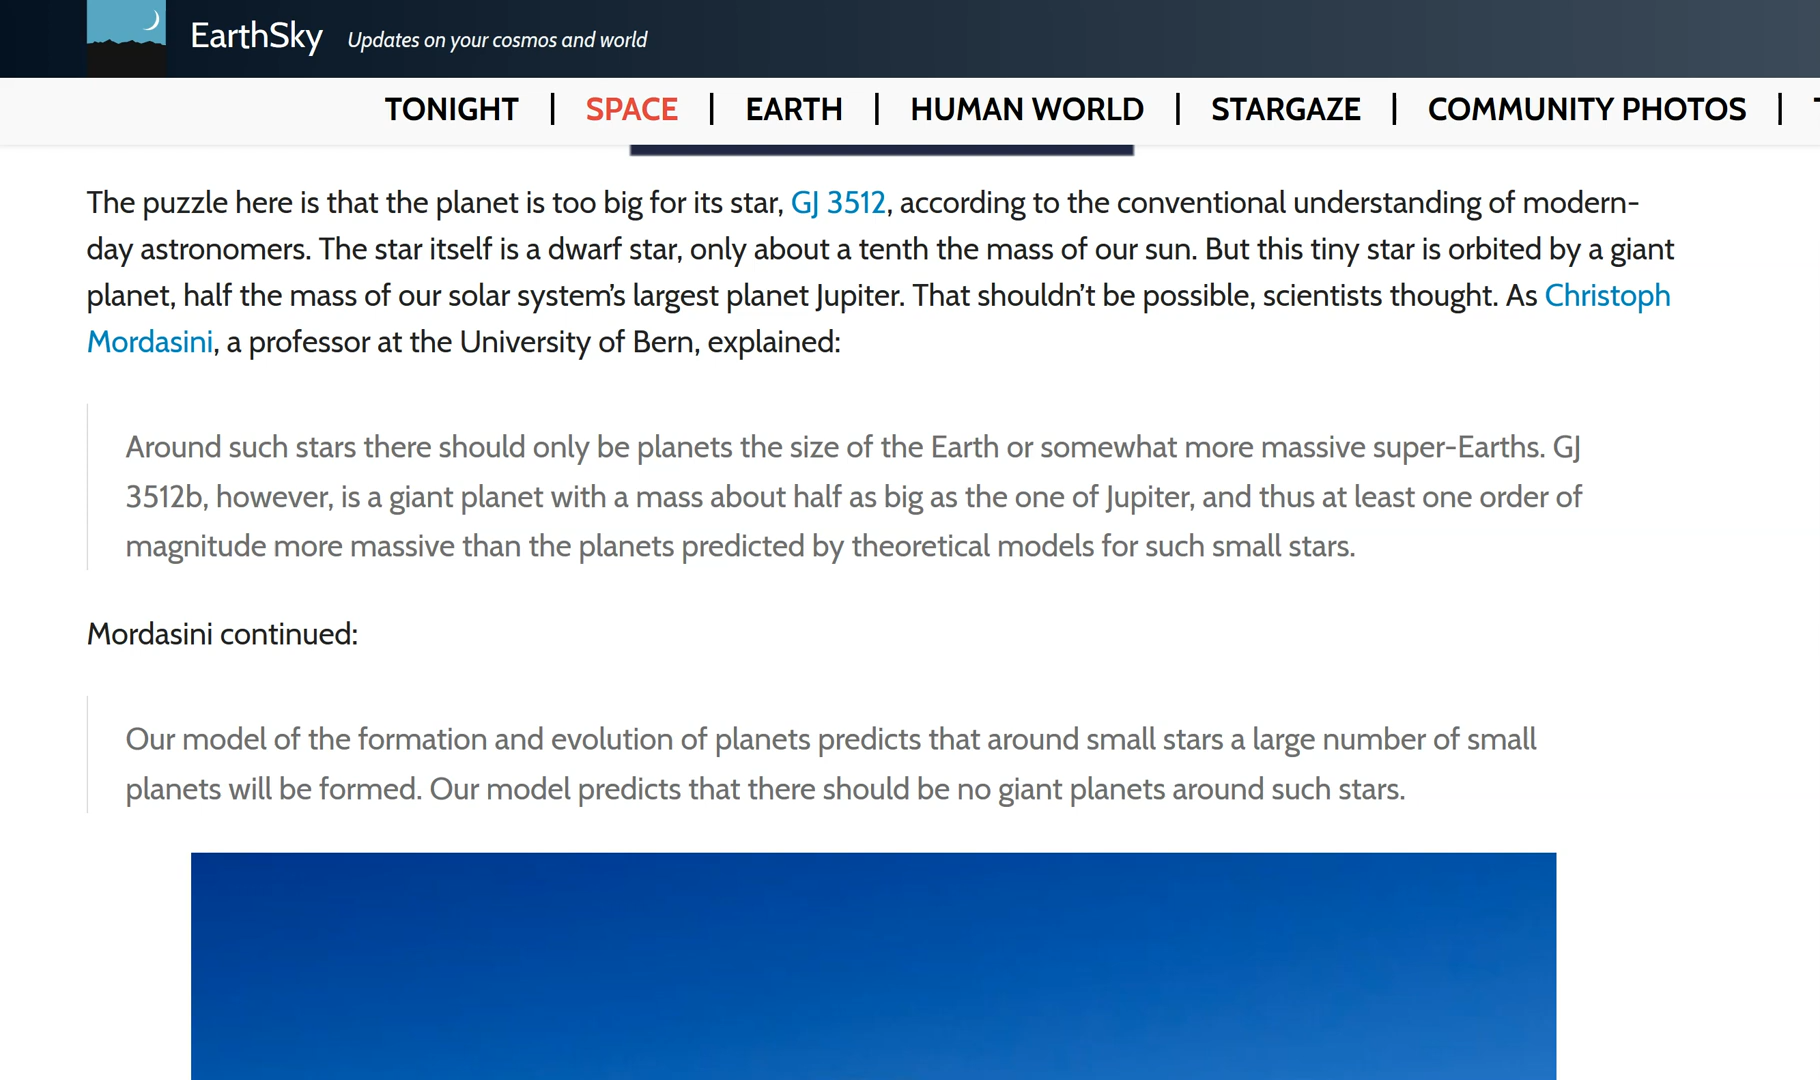 EarthSky Updates on your cosmos and world
TONIGHT | SPACE | EARTH | HUMAN WORLD | STARGAZE | COMMUNITY PHOTOS |
The puzzle here is that the planet is too big for its star, GJ 3512, according to the conventional understanding of modern-
day astronomers. The star itself is a dwarf star, only about a tenth the mass of our sun. But this tiny star is orbited by a giant
planet, half the mass of our solar system’s largest planet Jupiter. That shouldn’t be possible, scientists thought. As Christoph
Mordasini, a professor at the University of Bern, explained:
Around such stars there should only be planets the size of the Earth or somewhat more massive super-Earths. GJ
3512b, however, is a giant planet with a mass about half as big as the one of Jupiter, and thus at least one order of
magnitude more massive than the planets predicted by theoretical models for such small stars.
Mordasini continued:
Our model of the formation and evolution of planets predicts that around small stars a large number of small
planets will be formed. Our model predicts that there should be no giant planets around such stars.